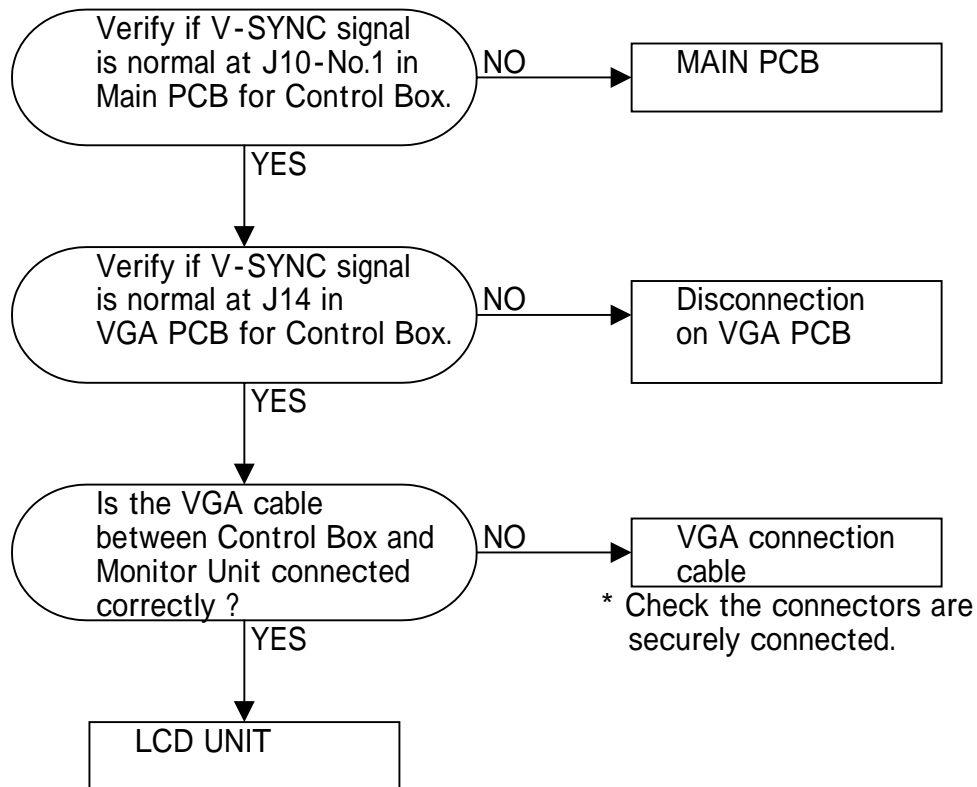 Verify if V-SYNC signal
is normal at J10-No.1 in
Main PCB for Control Box.
NO
MAIN PCB
YES
Verify if V-SYNC signal
is normal at J14 in
VGA PCB for Control Box.
NO
Disconnection
on VGA PCB
YES
Is the VGA cable
between Control Box and
Monitor Unit connected
correctly ?
NO
VGA connection
cable
* Check the connectors are
securely connected.
YES
LCD UNIT